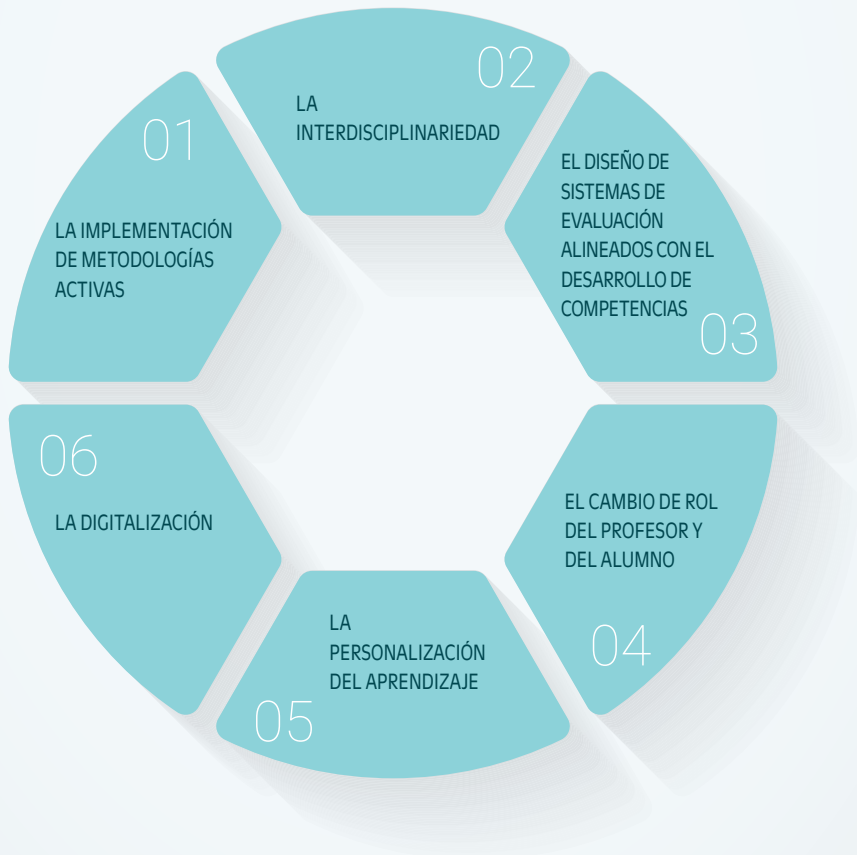 01
LA IMPLEMENTACIÓN
DE METODOLOGÍAS
ACTIVAS
02
LA
INTERDISCIPLINARIEDAD
EL DISEÑO DE
SISTEMAS DE
EVALUACIÓN
ALINEADOS CON EL
DESARROLLO DE
COMPETENCIAS
03
EL CAMBIO DE ROL
DEL PROFESOR Y
DEL ALUMNO
04
LA
PERSONALIZACIÓN
DEL APRENDIZAJE
05
06
LA DIGITALIZACIÓN